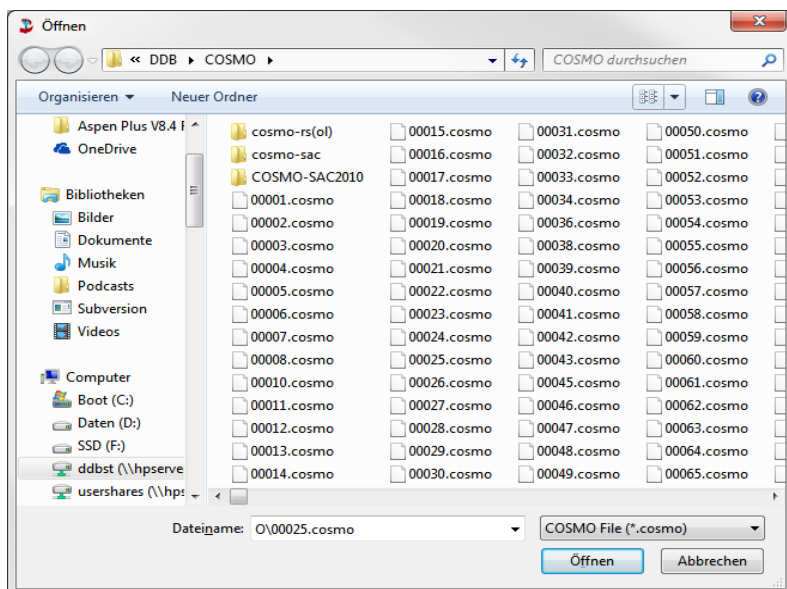 Öffnen
« DDB ▸ COSMO ▸
COSMO durchsuchen
Organisieren
Neuer Ordner
Aspen Plus V8.4
OneDrive
Bibliotheken
Bilder
Dokumente
Musik
Podcasts
Subversion
Videos
Computer
Boot (C:)
Daten (D:)
SSD (F:)
ddbst (\\hpserve
usershares (\\hps
cosmo-rs(ol)
cosmo-sac
COSMO-SAC2010
00001.cosmo
00002.cosmo
00003.cosmo
00004.cosmo
00005.cosmo
00006.cosmo
00007.cosmo
00008.cosmo
00010.cosmo
00011.cosmo
00012.cosmo
00013.cosmo
00014.cosmo
00015.cosmo
00016.cosmo
00017.cosmo
00018.cosmo
00019.cosmo
00020.cosmo
00021.cosmo
00022.cosmo
00023.cosmo
00024.cosmo
00025.cosmo
00026.cosmo
00027.cosmo
00028.cosmo
00029.cosmo
00030.cosmo
00031.cosmo
00032.cosmo
00033.cosmo
00034.cosmo
00036.cosmo
00038.cosmo
00039.cosmo
00040.cosmo
00041.cosmo
00042.cosmo
00043.cosmo
00045.cosmo
00046.cosmo
00047.cosmo
00048.cosmo
00049.cosmo
00050.cosmo
00051.cosmo
00052.cosmo
00053.cosmo
00054.cosmo
00055.cosmo
00056.cosmo
00057.cosmo
00058.cosmo
00059.cosmo
00060.cosmo
00061.cosmo
00062.cosmo
00063.cosmo
00064.cosmo
00065.cosmo
Dateiname: O\00025.cosmo
COSMO File (*.cosmo)
Öffnen
Abbrechen